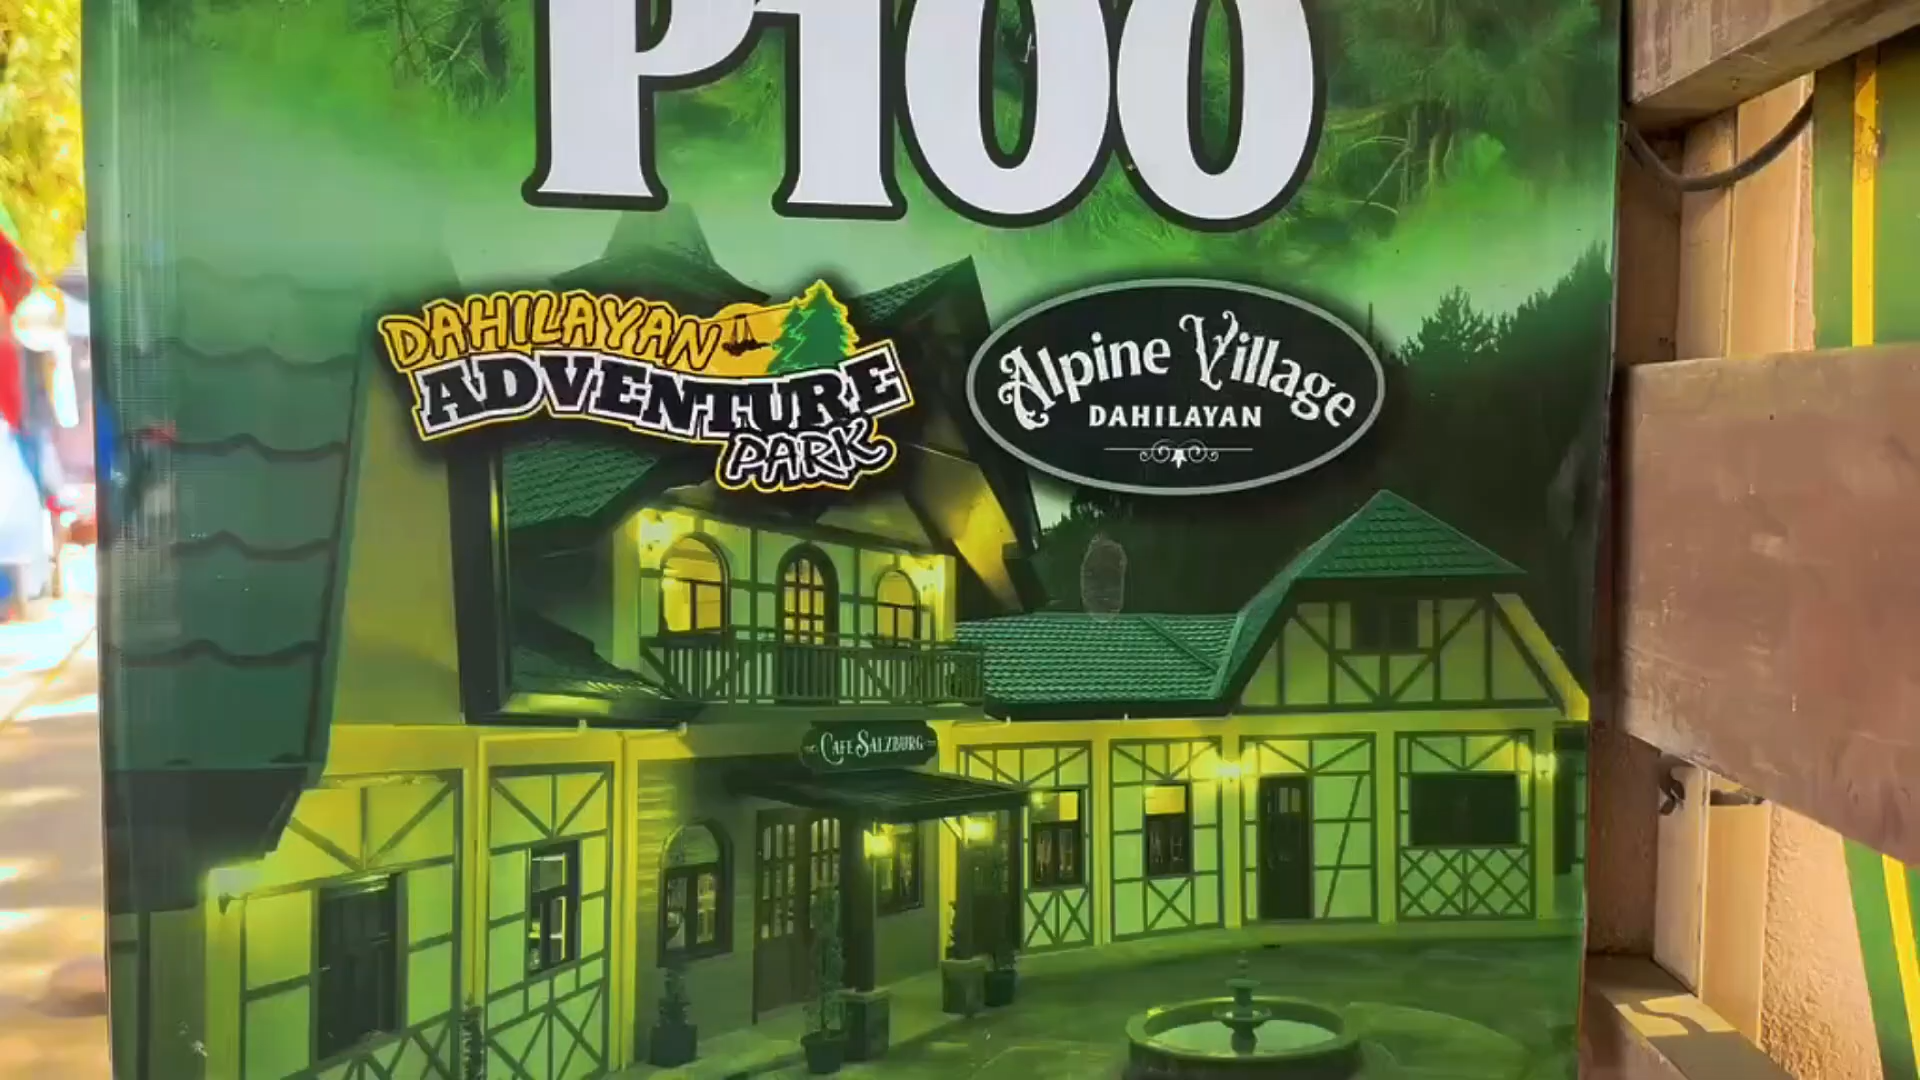 P100
DAHILAYAN
ADVENTURE
PARK
Alpine Village
DAHILAYAN
CAFE SALZBURG